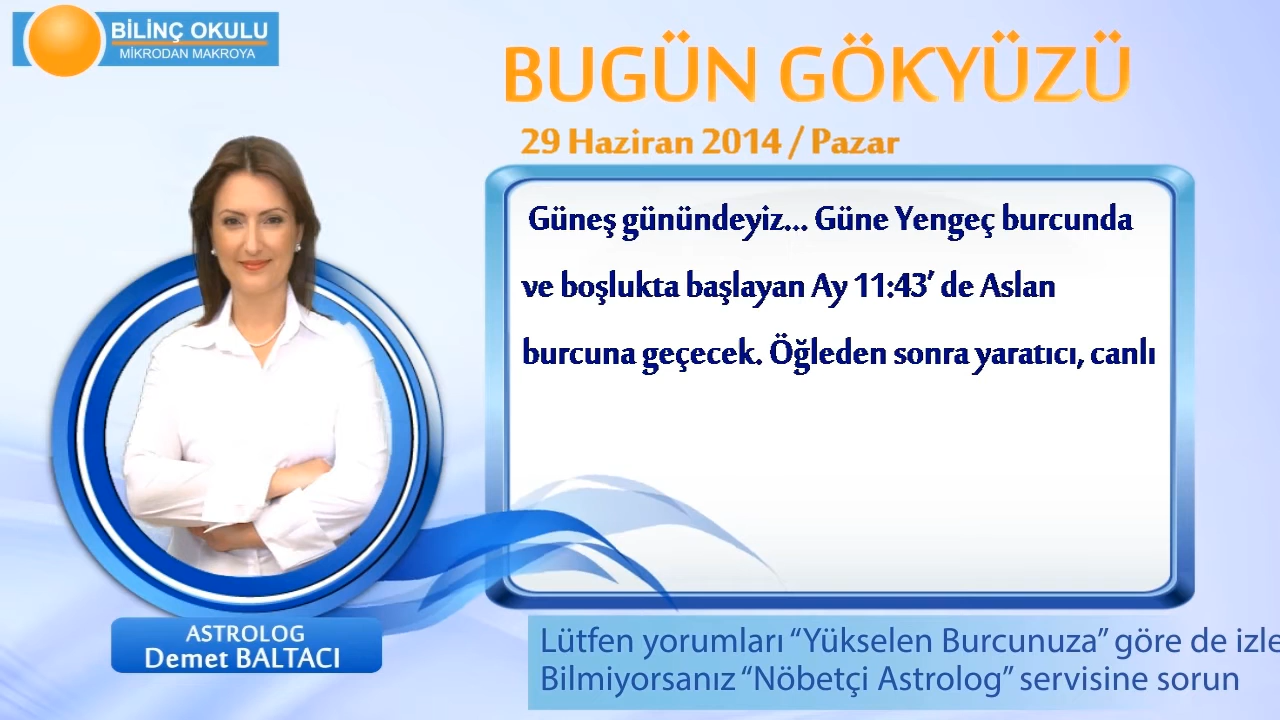 BİLİNÇ OKULU
MİKRODAN MAKROYA
BUGÜN GÖKYÜZÜ
29 Haziran 2014 / Pazar
Güneş günündeyiz... Güne Yengeç burcunda
ve boşlukta başlayan Ay 11:43' de Aslan
burcuna geçecek. Öğleden sonra yaratıcı, canlı
ASTROLOG
Demet BALTACI
Lütfen yorumları “Yükselen Burcunuza” göre de izle
Bilmiyorsanız “Nöbetçi Astrolog” servisine sorun